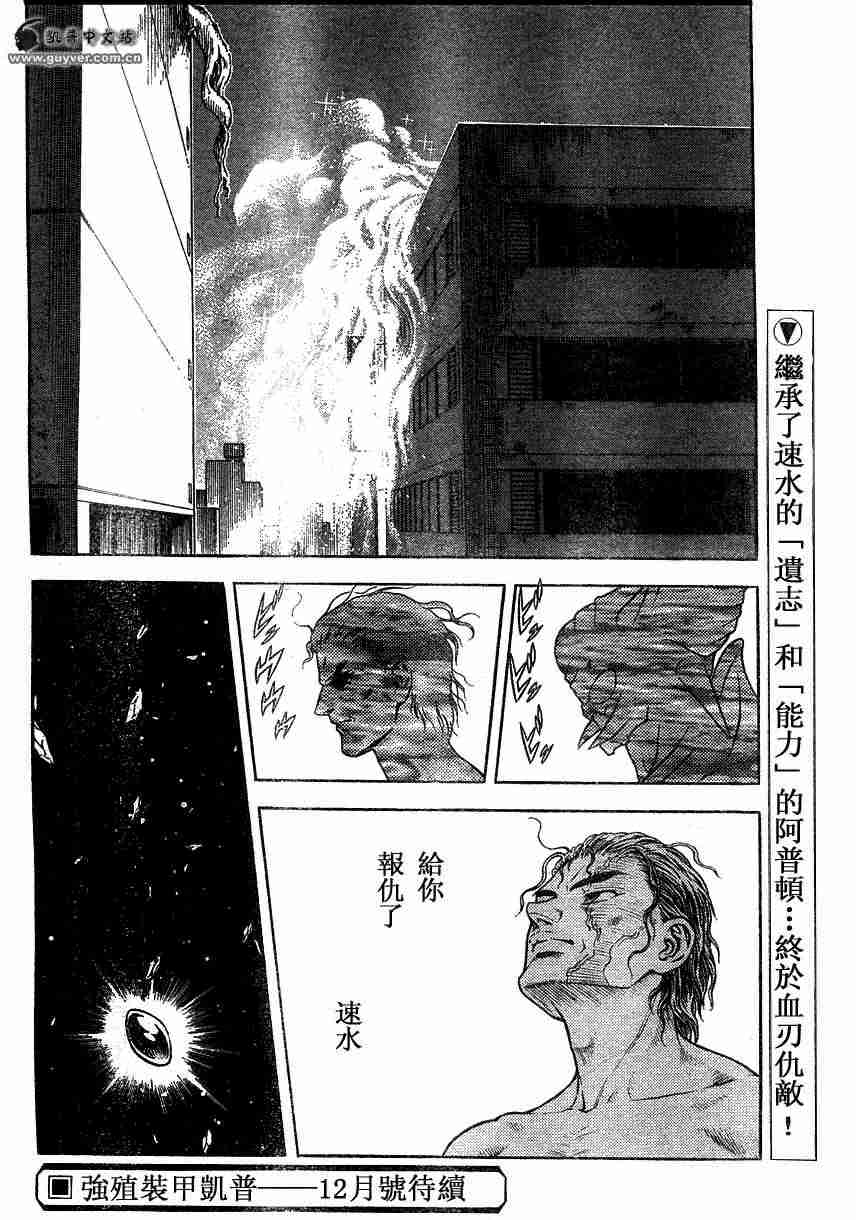 凱普中文站
www.guyver.com.cn
▼繼承了速水的「遺志」和「能力」的阿普頓…終於血刃仇敵！
給你
報仇了
速水
強殖裝甲凱普——12月號待續